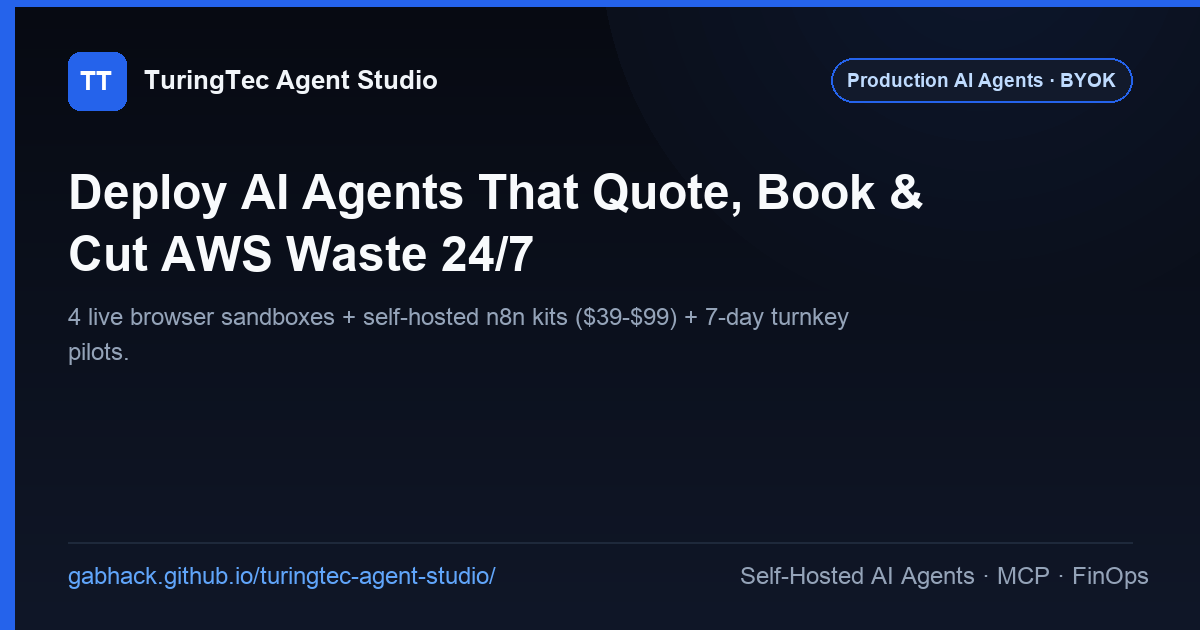 TT
TuringTec Agent Studio
Production AI Agents · BYOK
Deploy AI Agents That Quote, Book &
Cut AWS Waste 24/7
4 live browser sandboxes + self-hosted n8n kits ($39-$99) + 7-day turnkey
pilots.
gabhack.github.io/turingtec-agent-studio/
Self-Hosted AI Agents · MCP · FinOps